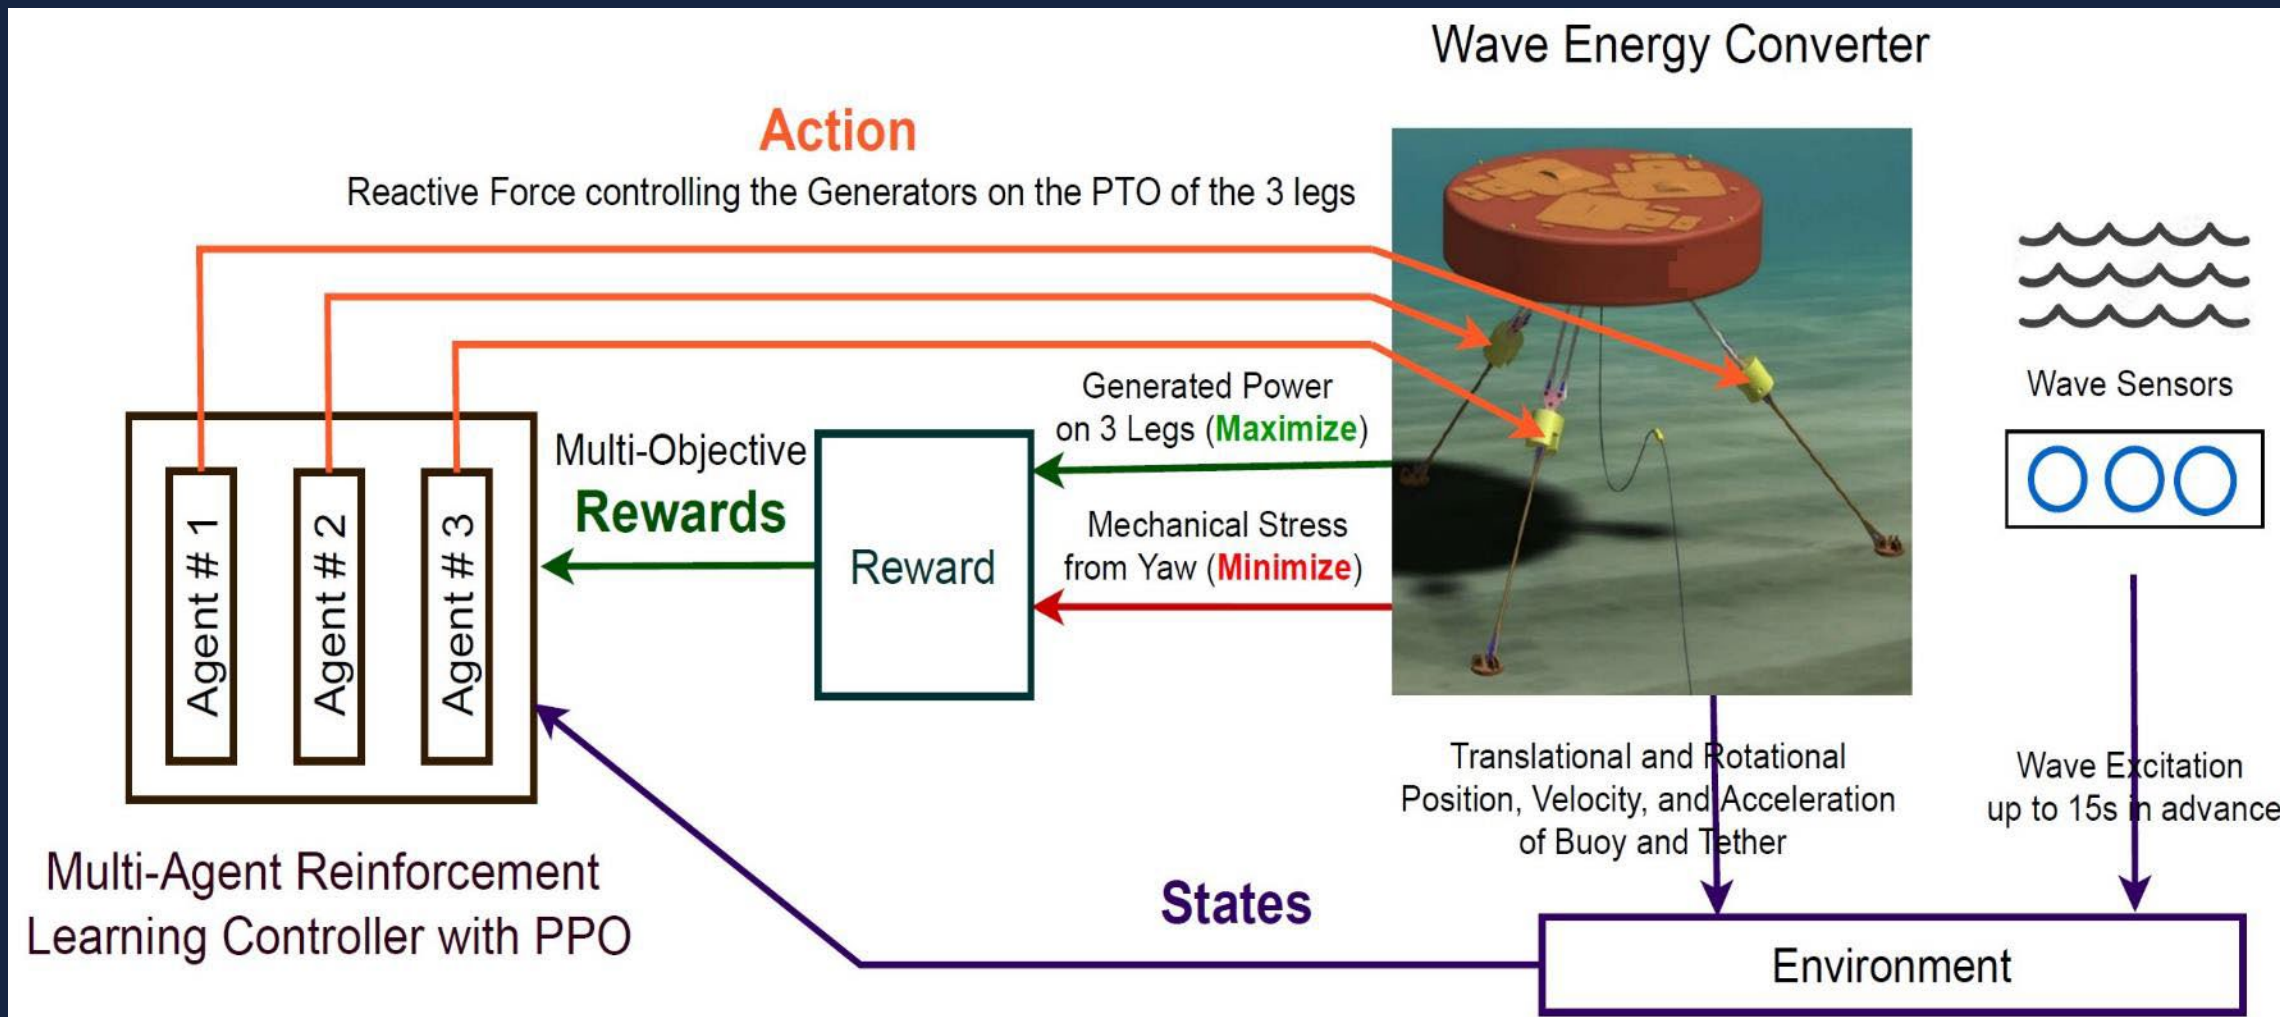 Wave Energy Converter
Action
Reactive Force controlling the Generators on the PTO of the 3 legs
Generated Power
on 3 Legs (Maximize)
Wave Sensors
Multi-Objective
Rewards
Reward
Mechanical Stress
from Yaw (Minimize)
Agent # 1
Agent # 2
Agent # 3
Translational and Rotational
Position, Velocity, and Acceleration
of Buoy and Tether
Wave Excitation
up to 15s in advance
Multi-Agent Reinforcement
Learning Controller with PPO
States
Environment